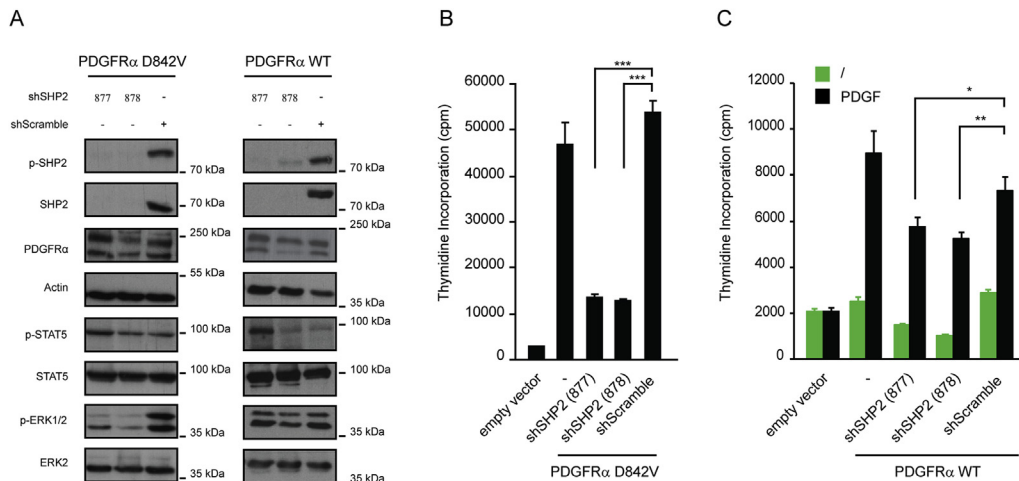 A
PDGFRα D842V
PDGFRα WT
shSHP2 877 878 - 877 878 -
shScramble - - + - - +
p-SHP2 70 kDa 70 kDa
SHP2 70 kDa 70 kDa
250 kDa 250 kDa
PDGFRα
55 kDa
Actin 35 kDa
p-STAT5 100 kDa 100 kDa
STAT5 100 kDa 100 kDa
p-ERK1/2 35 kDa 35 kDa
ERK2 35 kDa 35 kDa
B
Thymidine Incorporation (cpm)
60000
50000
40000
30000
20000
10000
0
***
***
empty vector
-
shSHP2 (877)
shSHP2 (878)
shScramble
PDGFRα D842V
C
/
PDGF
Thymidine Incorporation (cpm)
12000
10000
8000
6000
4000
2000
0
*
**
empty vector
-
shSHP2 (877)
shSHP2 (878)
shScramble
PDGFRα WT